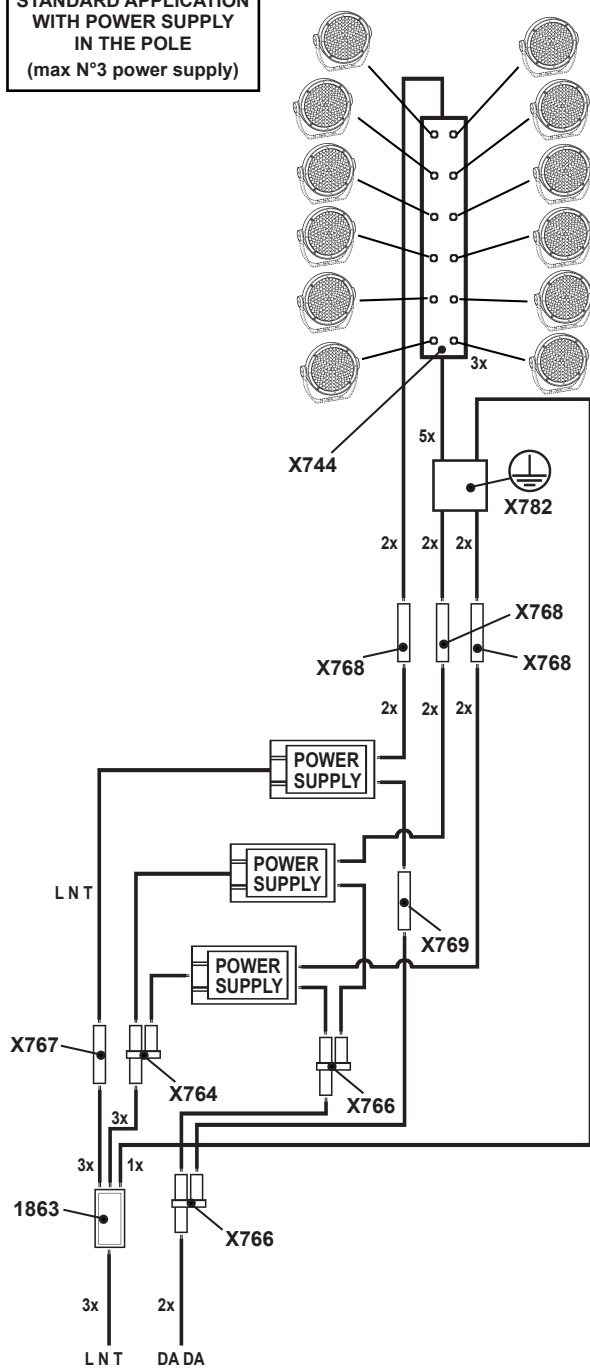 STANDARD APPLICATION
WITH POWER SUPPLY
IN THE POLE
(max N°3 power supply)
3x
X744
5x
X782
2x
2x
2x
X768
X768
X768
2x
2x
2x
POWER
SUPPLY
POWER
SUPPLY
L N T
X769
POWER
SUPPLY
X767
X764
X766
3x
3x
1x
1863
X766
3x
2x
L N T
DA DA